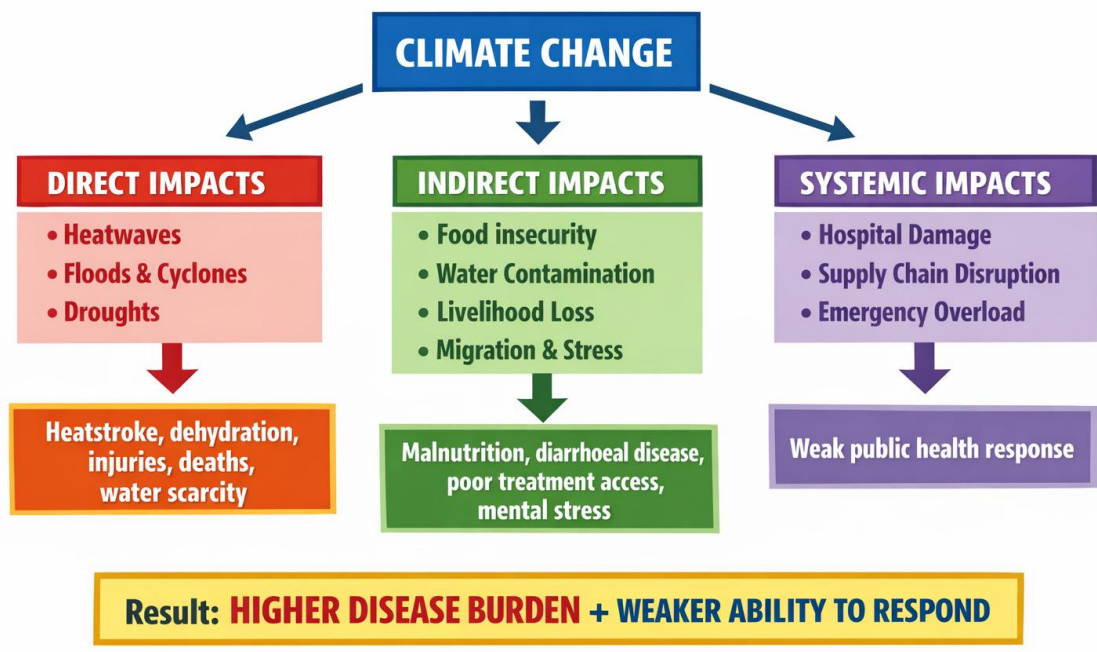 CLIMATE CHANGE
DIRECT IMPACTS
• Heatwaves
• Floods & Cyclones
• Droughts
Heatstroke, dehydration,
injuries, deaths,
water scarcity
INDIRECT IMPACTS
• Food insecurity
• Water Contamination
• Livelihood Loss
• Migration & Stress
Malnutrition, diarrhoeal disease,
poor treatment access,
mental stress
SYSTEMIC IMPACTS
• Hospital Damage
• Supply Chain Disruption
• Emergency Overload
Weak public health response
Result: HIGHER DISEASE BURDEN + WEAKER ABILITY TO RESPOND